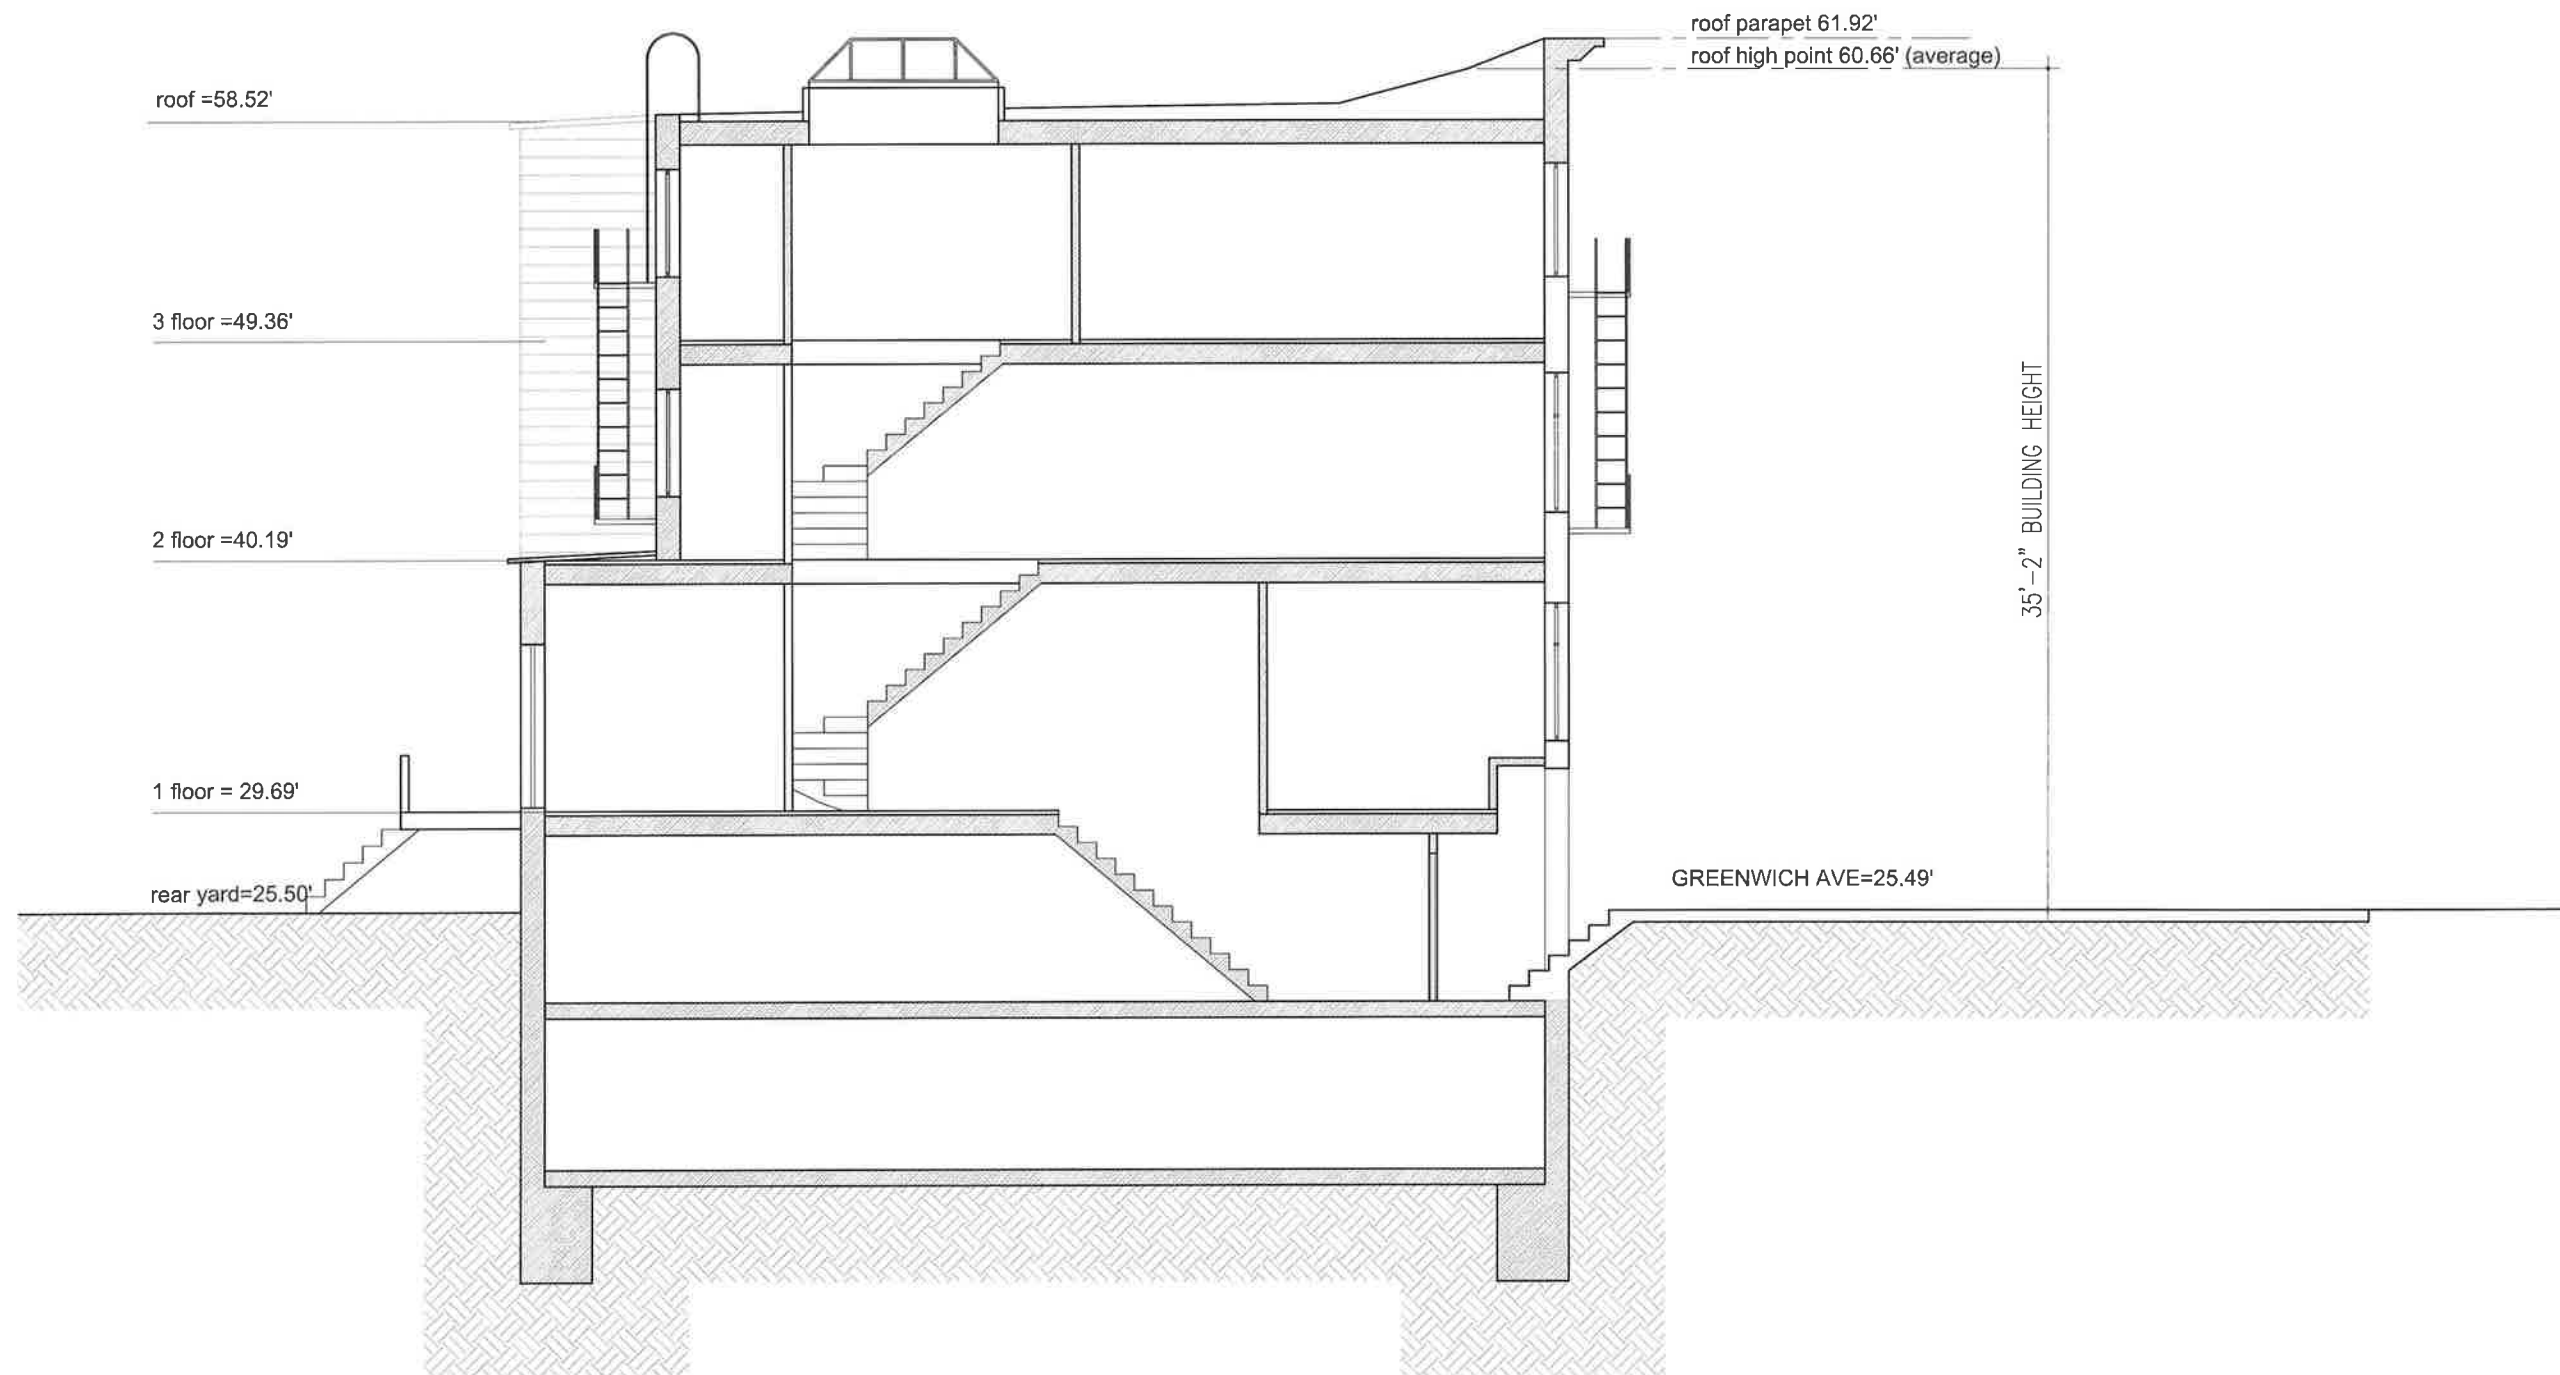 roof parapet 61.92'
roof high point 60.66' (average)
roof =58.52'
3 floor =49.36'
35'-2" BUILDING HEIGHT
2 floor =40.19'
1 floor = 29.69'
GREENWICH AVE=25.49'
rear yard=25.50'